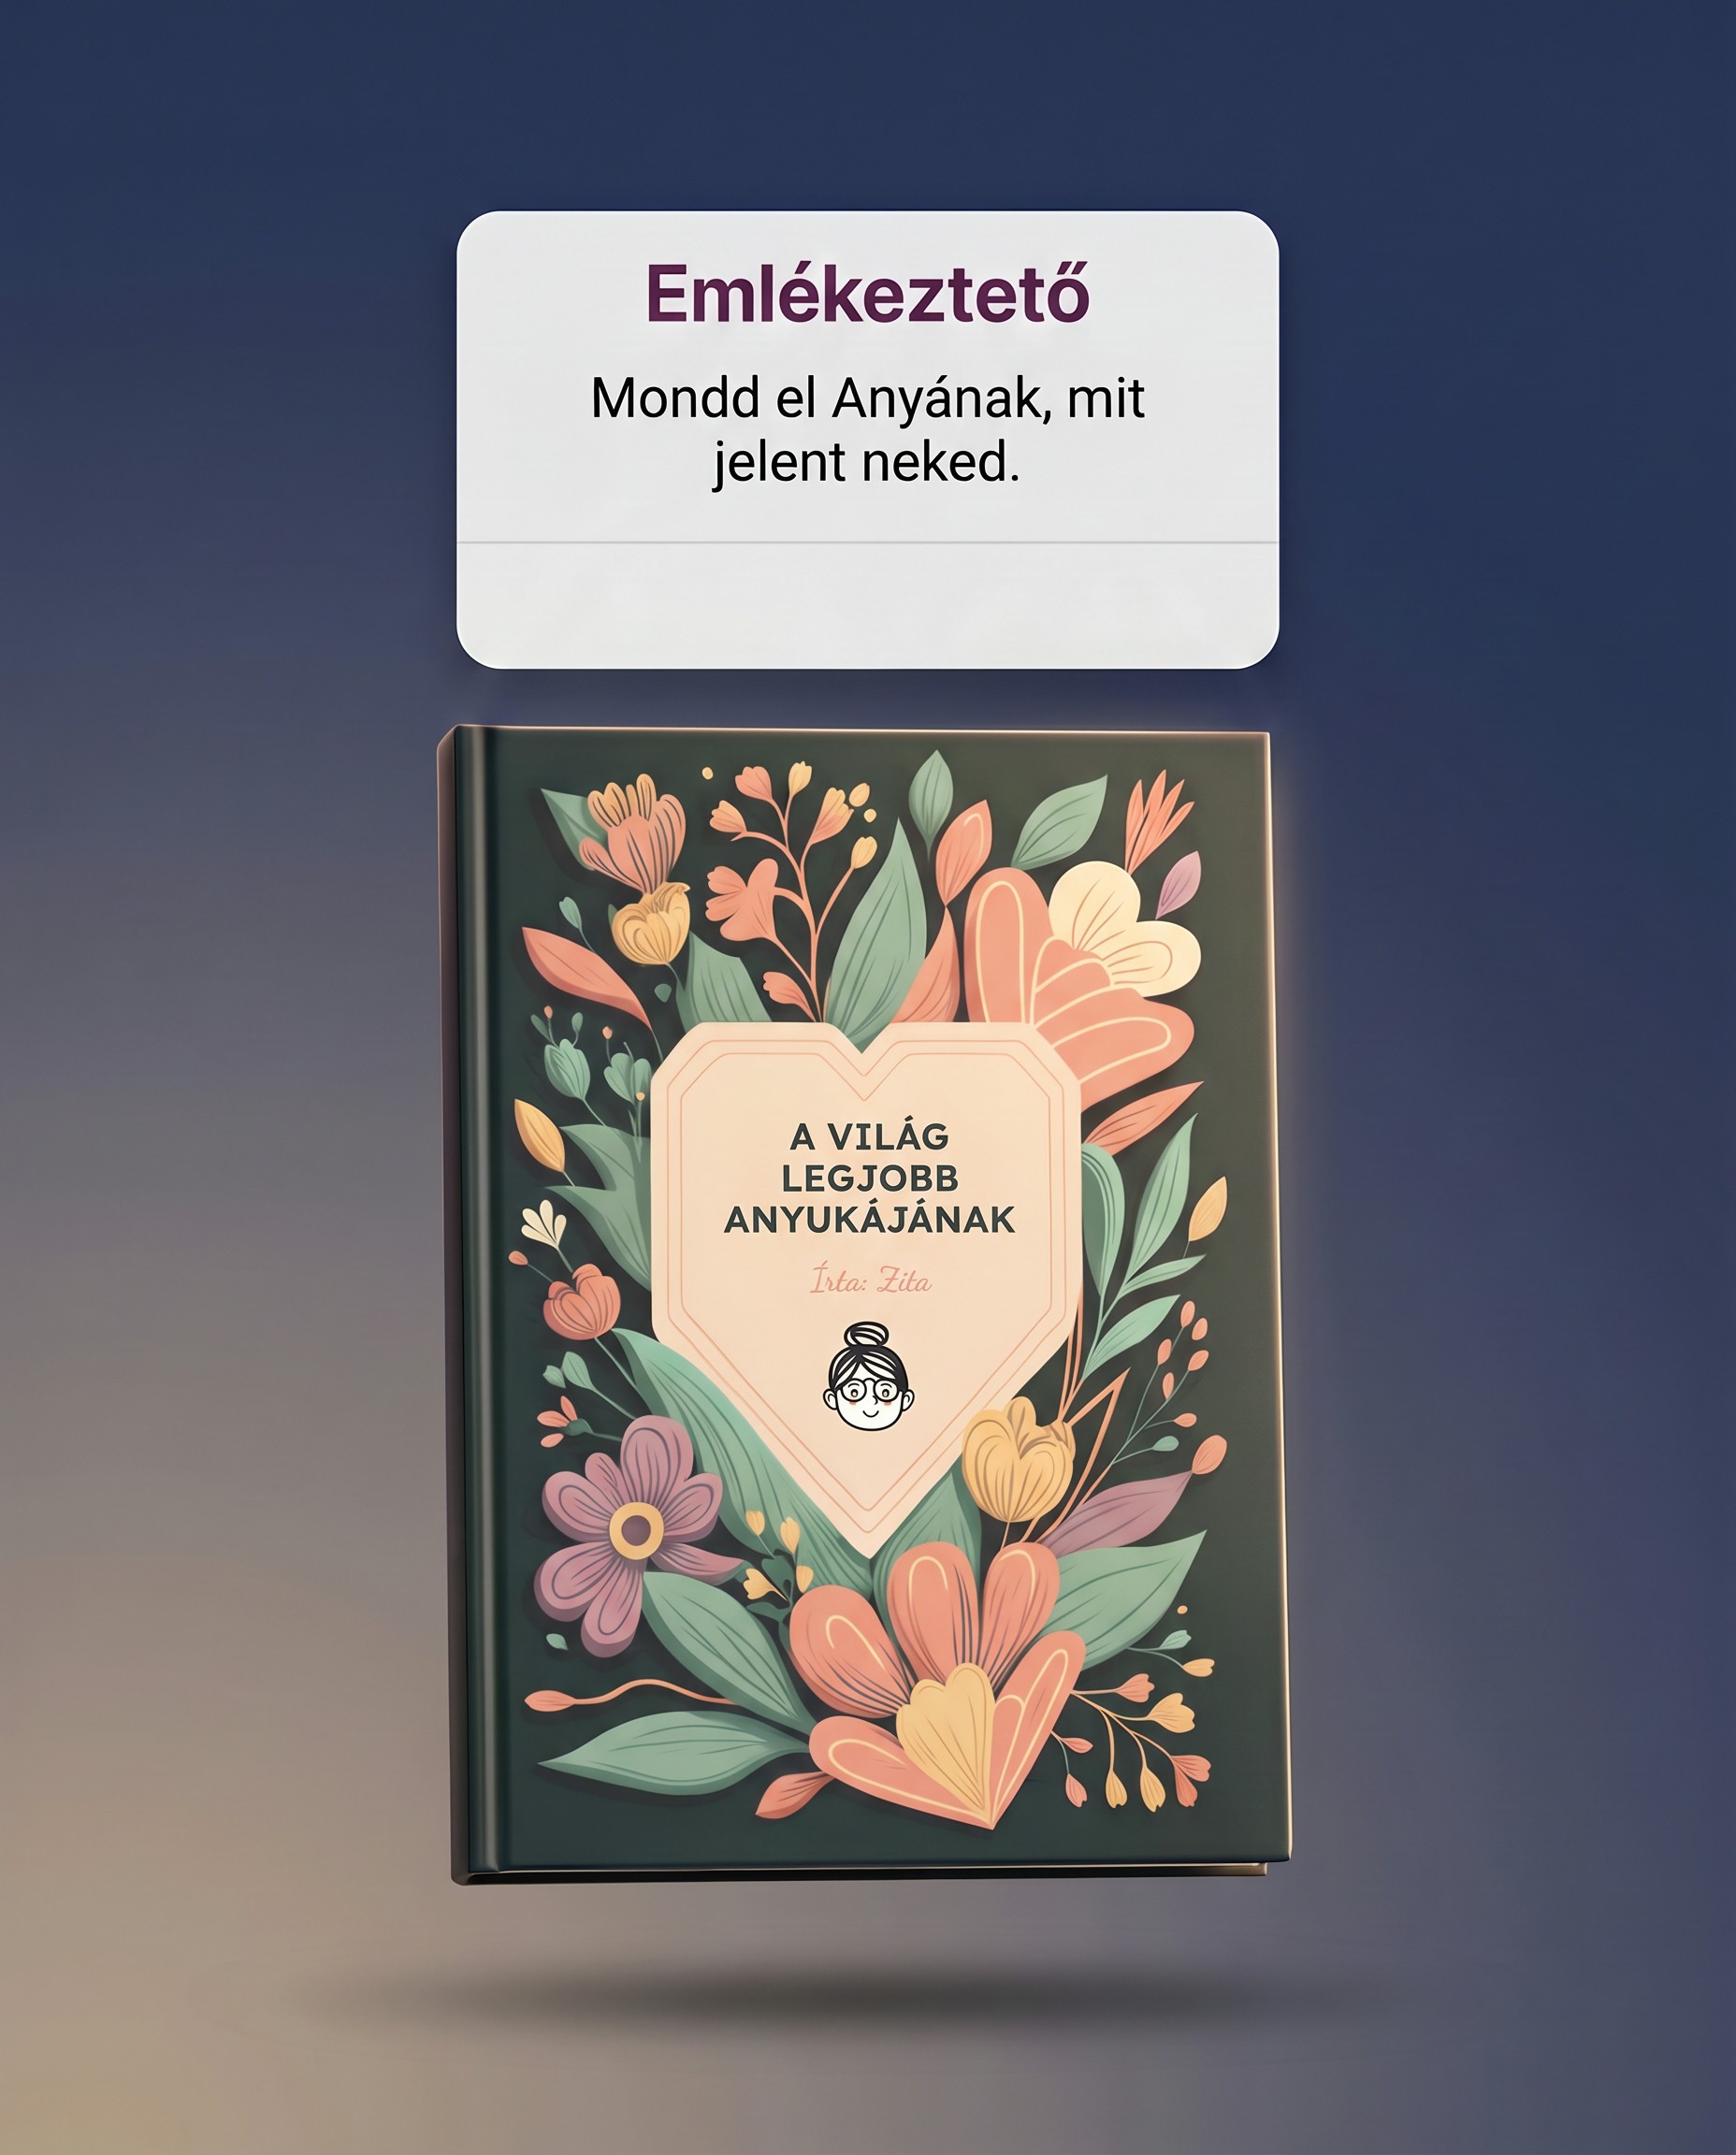 Emlékeztető
Mondd el Anyának, mit
jelent neked.
A VILÁG
LEGJOBB
ANYUKÁJÁNAK
Írta: Zita